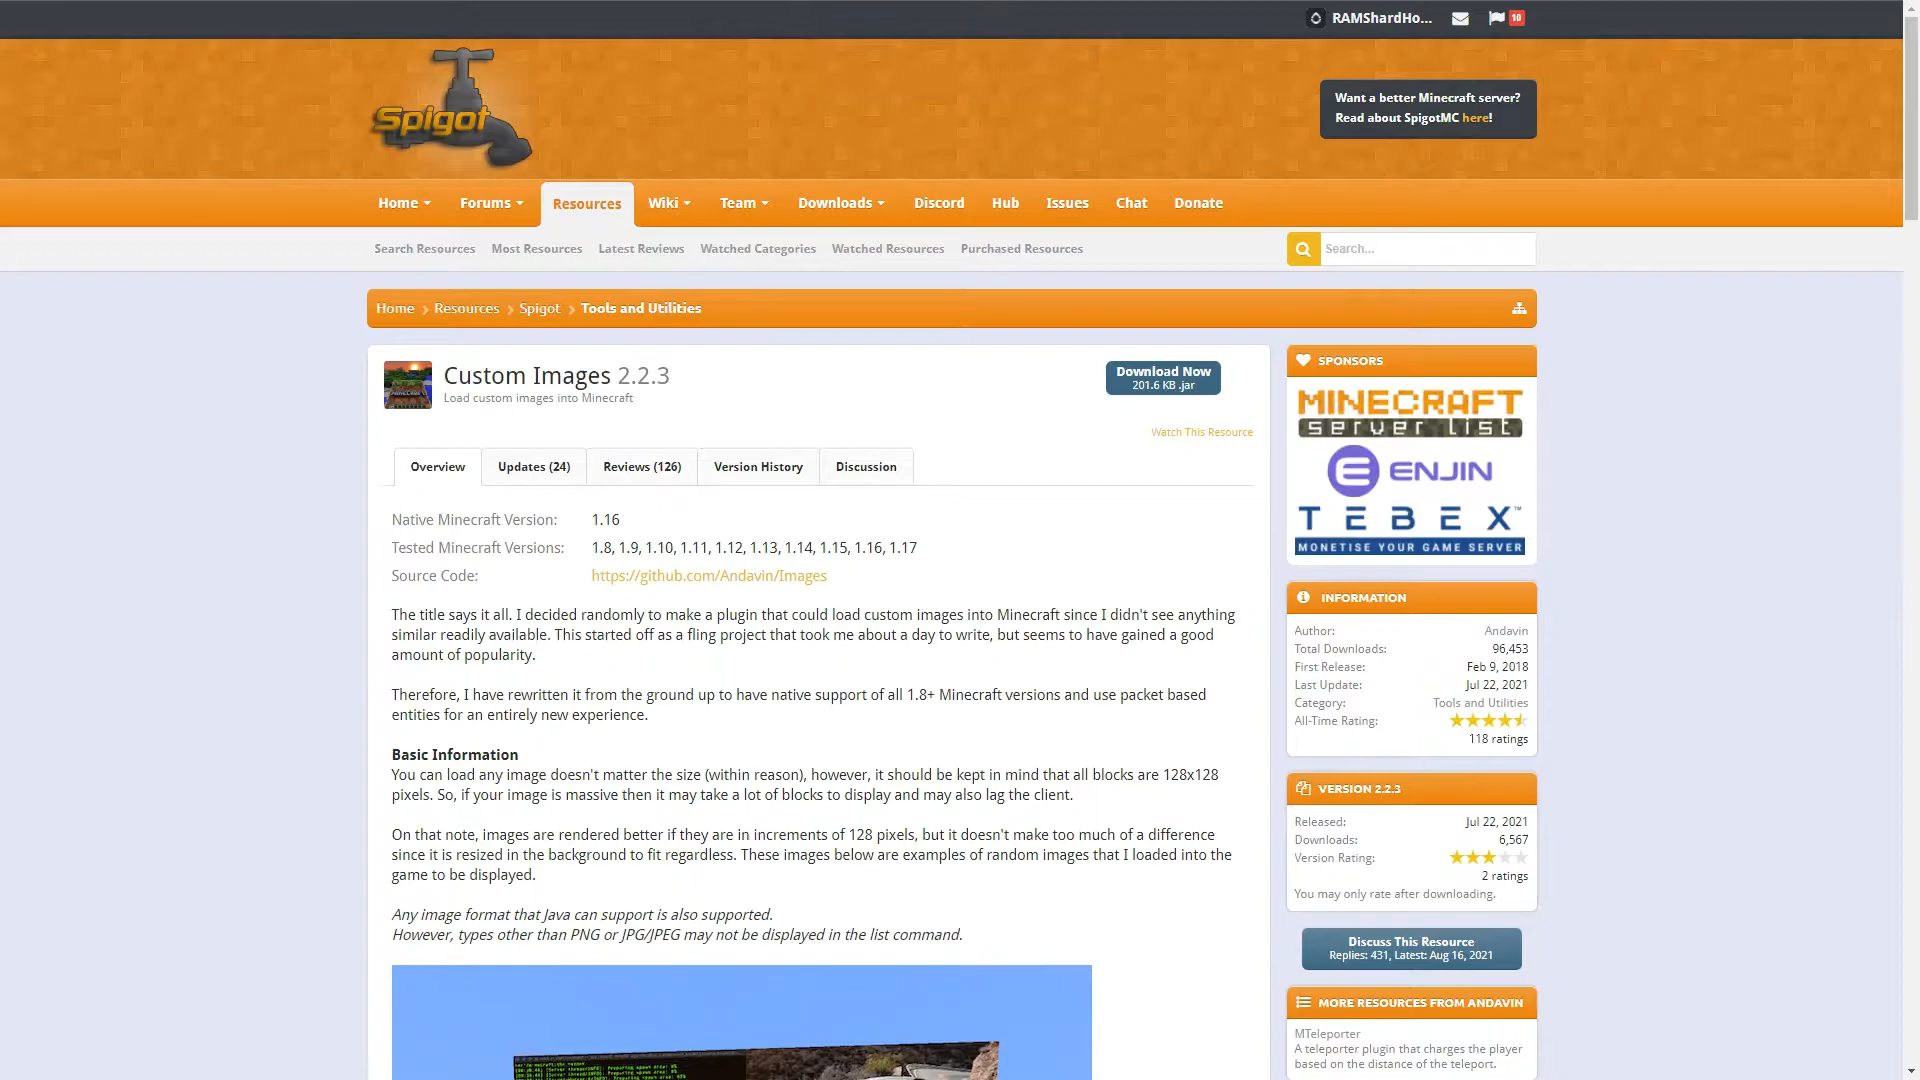 RAMShardHo...
10
Spigot
Want a better Minecraft server?
Read about SpigotMC here!
Home
Forums
Resources
Wiki
Team
Downloads
Discord
Hub
Issues
Chat
Donate
Search Resources
Most Resources
Latest Reviews
Watched Categories
Watched Resources
Purchased Resources
Search...
Home
Resources
Spigot
Tools and Utilities
Custom Images 2.2.3
Load custom images into Minecraft
Download Now
201.6 KB .jar
Watch This Resource
Overview
Updates (24)
Reviews (126)
Version History
Discussion
Native Minecraft Version: 1.16
Tested Minecraft Versions: 1.8, 1.9, 1.10, 1.11, 1.12, 1.13, 1.14, 1.15, 1.16, 1.17
Source Code: https://github.com/Andavin/Images
The title says it all. I decided randomly to make a plugin that could load custom images into Minecraft since I didn't see anything
similar readily available. This started off as a fling project that took me about a day to write, but seems to have gained a good
amount of popularity.
Therefore, I have rewritten it from the ground up to have native support of all 1.8+ Minecraft versions and use packet based
entities for an entirely new experience.
Basic Information
You can load any image doesn't matter the size (within reason), however, it should be kept in mind that all blocks are 128x128
pixels. So, if your image is massive then it may take a lot of blocks to display and may also lag the client.
On that note, images are rendered better if they are in increments of 128 pixels, but it doesn't make too much of a difference
since it is resized in the background to fit regardless. These images below are examples of random images that I loaded into the
game to be displayed.
Any image format that Java can support is also supported.
However, types other than PNG or JPG/JPEG may not be displayed in the list command.
SPONSORS
MINECRAFT
server list
ENJIN
TEBEX™
MONETISE YOUR GAME SERVER
INFORMATION
Author: Andavin
Total Downloads: 96,453
First Release: Feb 9, 2018
Last Update: Jul 22, 2021
Category: Tools and Utilities
All-Time Rating:
118 ratings
VERSION 2.2.3
Released: Jul 22, 2021
Downloads: 6,567
Version Rating:
2 ratings
You may only rate after downloading.
Discuss This Resource
Replies: 431, Latest: Aug 16, 2021
MORE RESOURCES FROM ANDAVIN
MTeleporter
A teleporter plugin that charges the player
based on the distance of the teleport.